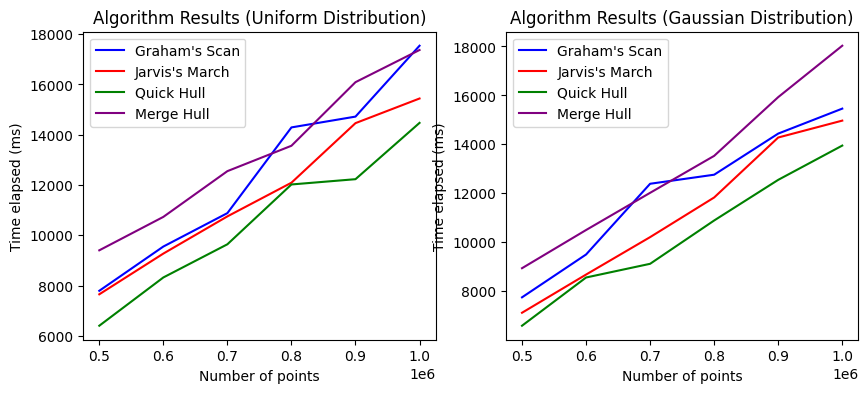 Algorithm Results (Uniform Distribution)
18000
16000
14000
12000
10000
8000
6000
Time elapsed (ms)
Graham's Scan
Jarvis's March
Quick Hull
Merge Hull
0.5 0.6 0.7 0.8 0.9 1.0
1e6
Number of points
Algorithm Results (Gaussian Distribution)
18000
16000
14000
12000
10000
8000
Time elapsed (ms)
Graham's Scan
Jarvis's March
Quick Hull
Merge Hull
0.5 0.6 0.7 0.8 0.9 1.0
1e6
Number of points